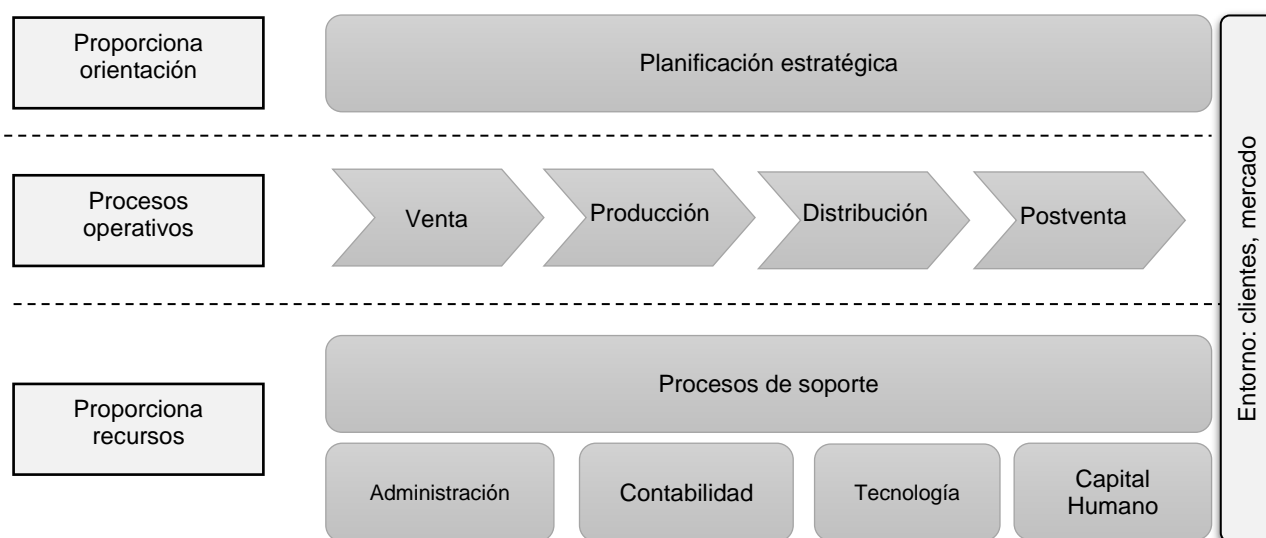 Proporciona
orientación
Planificación estratégica
Procesos
operativos
Venta
Producción
Distribución
Postventa
Proporciona
recursos
Procesos de soporte
Administración
Contabilidad
Tecnología
Capital
Humano
Entorno: clientes, mercado